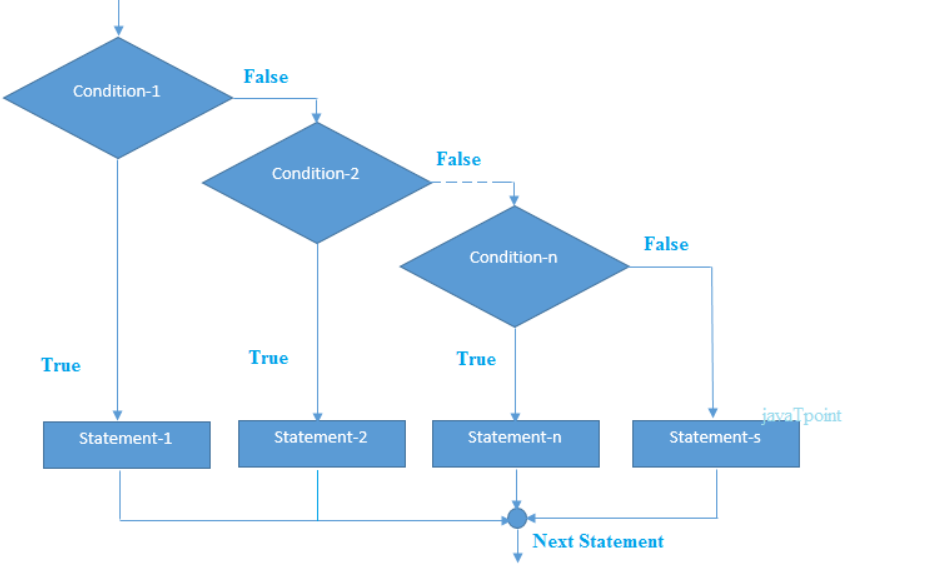 False
Condition-1
False
Condition-2
False
Condition-n
True
True
True
javaTpoint
Statement-1
Statement-2
Statement-n
Statement-s
Next Statement